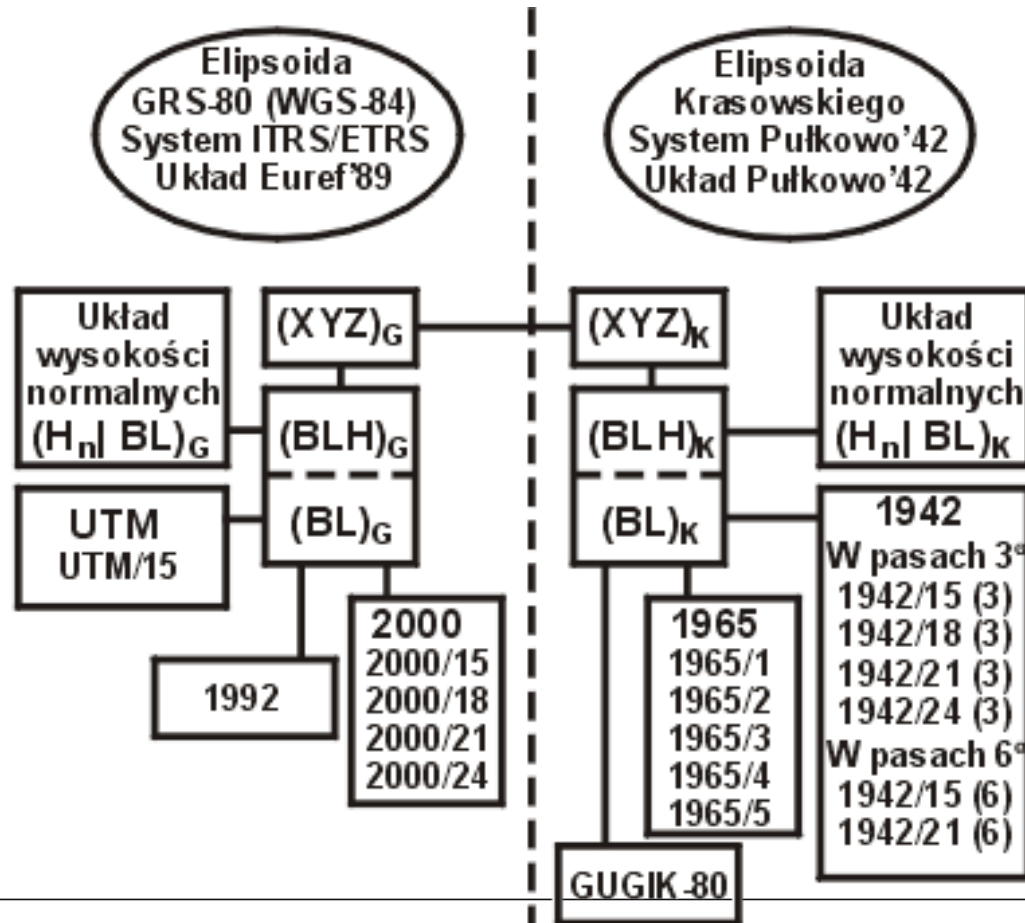 Elipsoida
GRS-80 (WGS-84)
System ITRS/ETRS
Układ Euref'89
Elipsoida
Krasowskiego
System Pułkowo'42
Układ Pułkowo'42
Układ
wysokości
normalnych
(Hn| BL)G
(XYZ)G
(BLH)G
(BL)G
UTM
UTM/15
1992
2000
2000/15
2000/18
2000/21
2000/24
(XYZ)K
(BLH)K
(BL)K
Układ
wysokości
normalnych
(Hn| BL)K
1965
1965/1
1965/2
1965/3
1965/4
1965/5
1942
W pasach 3°
1942/15 (3)
1942/18 (3)
1942/21 (3)
1942/24 (3)
W pasach 6°
1942/15 (6)
1942/21 (6)
GUGIK-80